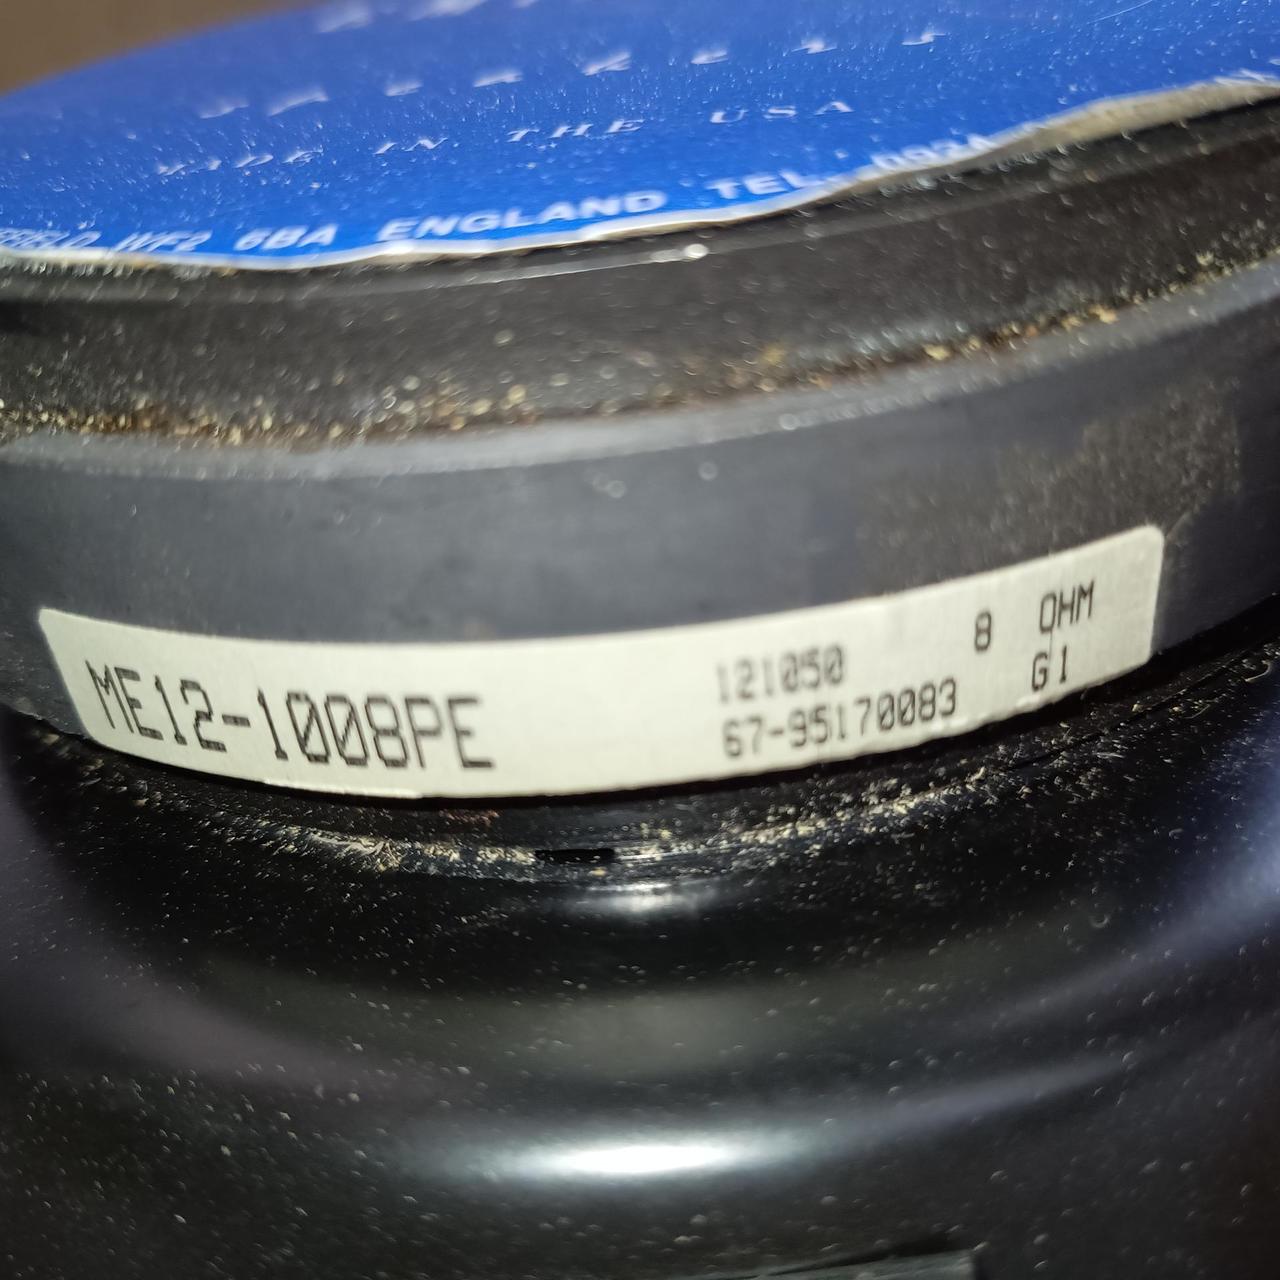 MADE IN THE USA
WF2 6BA ENGLAND TEL:
ME12-1008PE
121050
8 OHM
67-95170083
G1